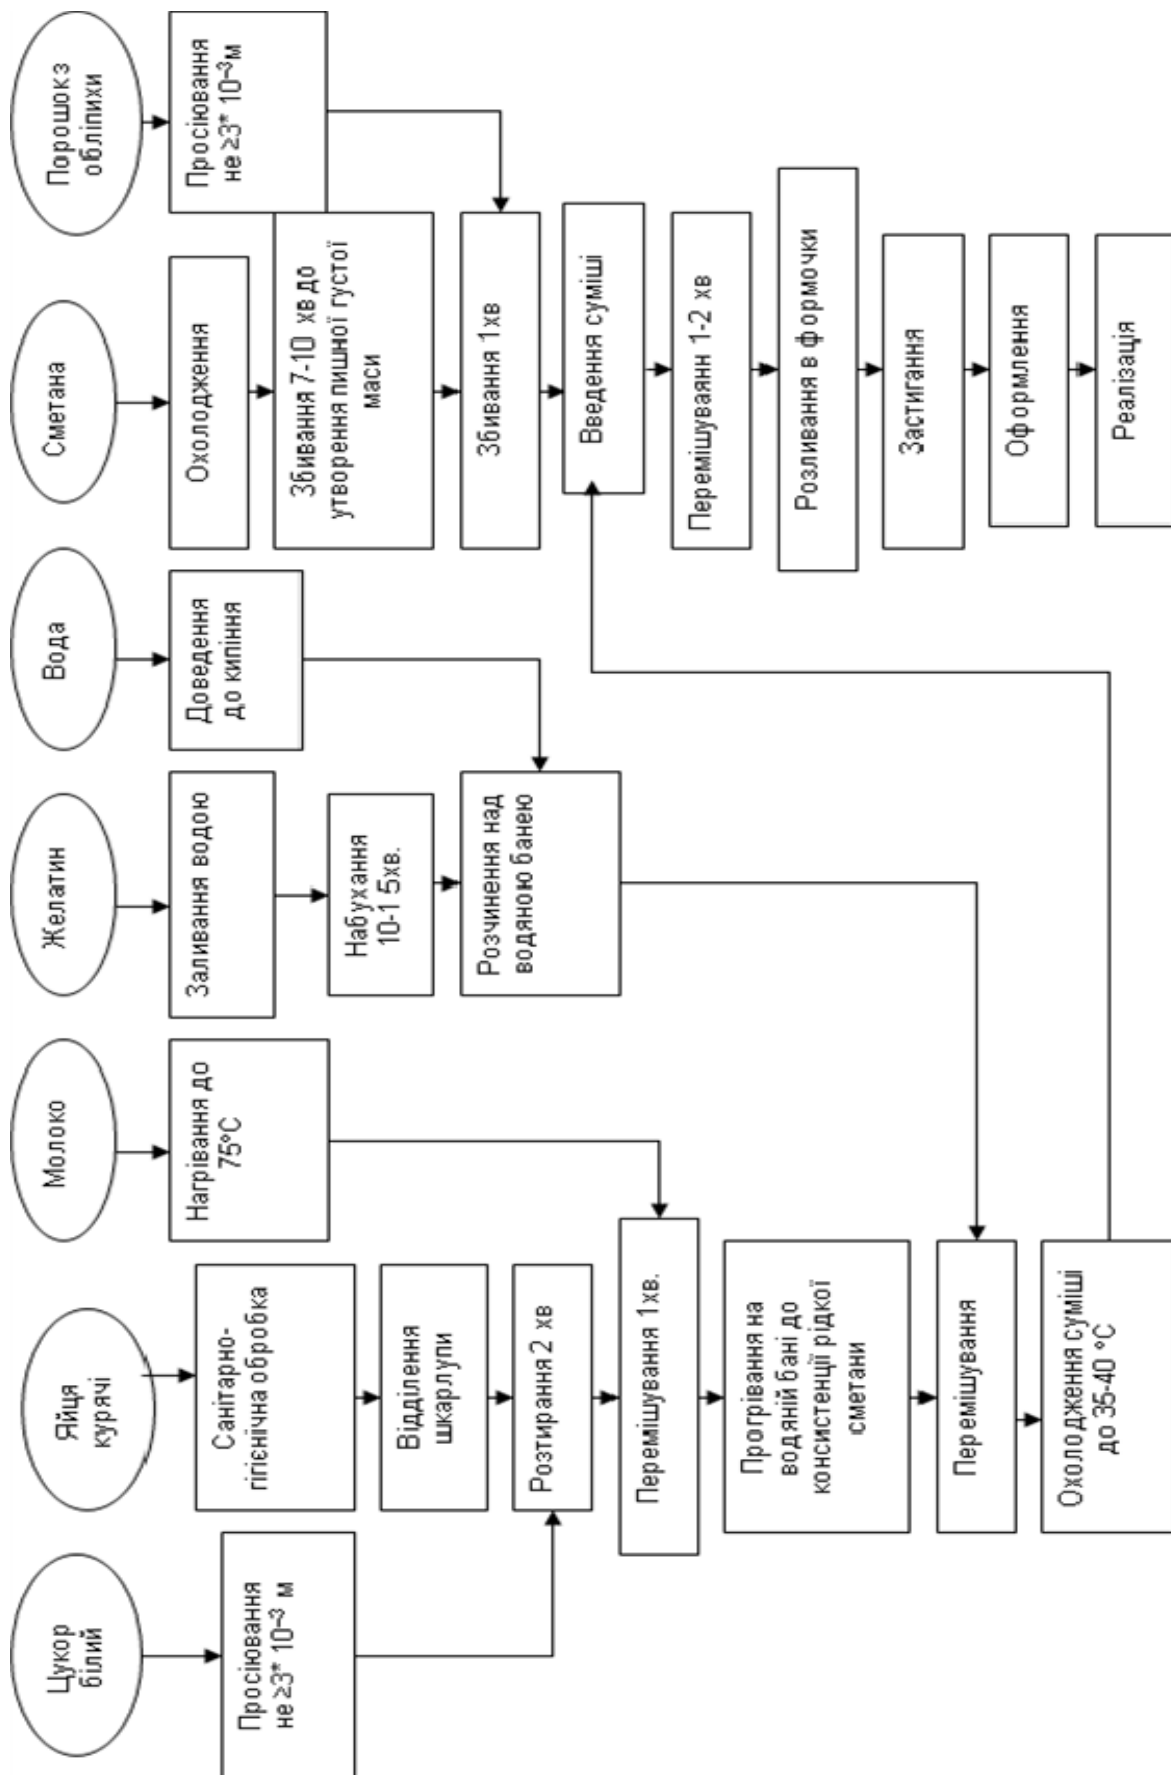 Цукор
білий
Яйця
курячі
Молоко
Желатин
Вода
Сметана
Порошок з
обліпихи
Просіювання
не ≥3* 10⁻³ м
Санітарно-
гігієнічна обробка
Нагрівання до
75°С
Заливання водою
Доведення
до кипіння
Охолодження
Просіювання
не ≥3* 10⁻³м
Відділення
шкарлупи
Набухання
10-1 5хв.
Збивання 7-10 хв до
утворення пишної густої
маси
Розтирання 2 хв
Розчинення над
водяною банею
Збивання 1хв
Перемішування 1хв.
Введення суміші
Прогрівання на
водяній бані до
консистенції рідкої
сметани
Перемішуваянн 1-2 хв
Розливання в формочки
Перемішування
Застигання
Охолодження суміші
до 35-40 °С
Оформлення
Реалізація